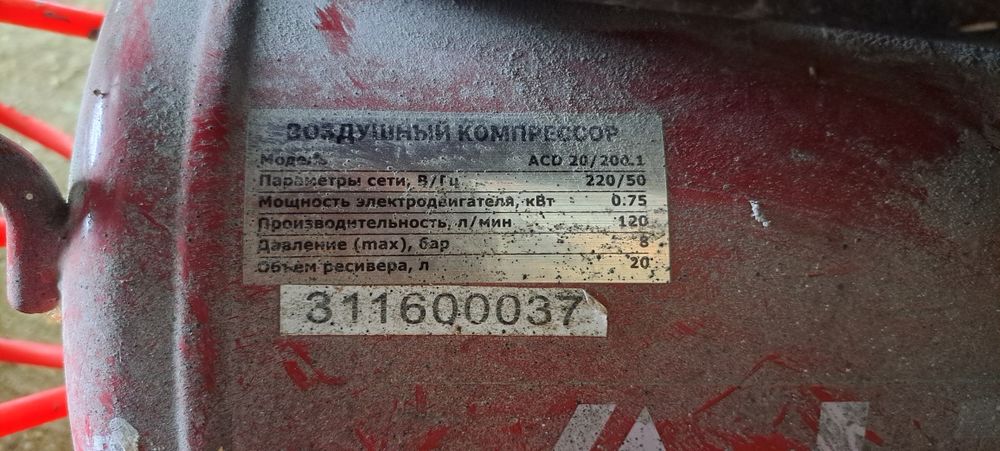 ВОЗДУШНЫЙ КОМПРЕССОР
Модель ACD 20/200.1
Параметры сети, В/Гц 220/50
Мощность электродвигателя, кВт 0.75
Производительность, л/мин 120
Давление (max), бар 8
Объем ресивера, л 20
311600037